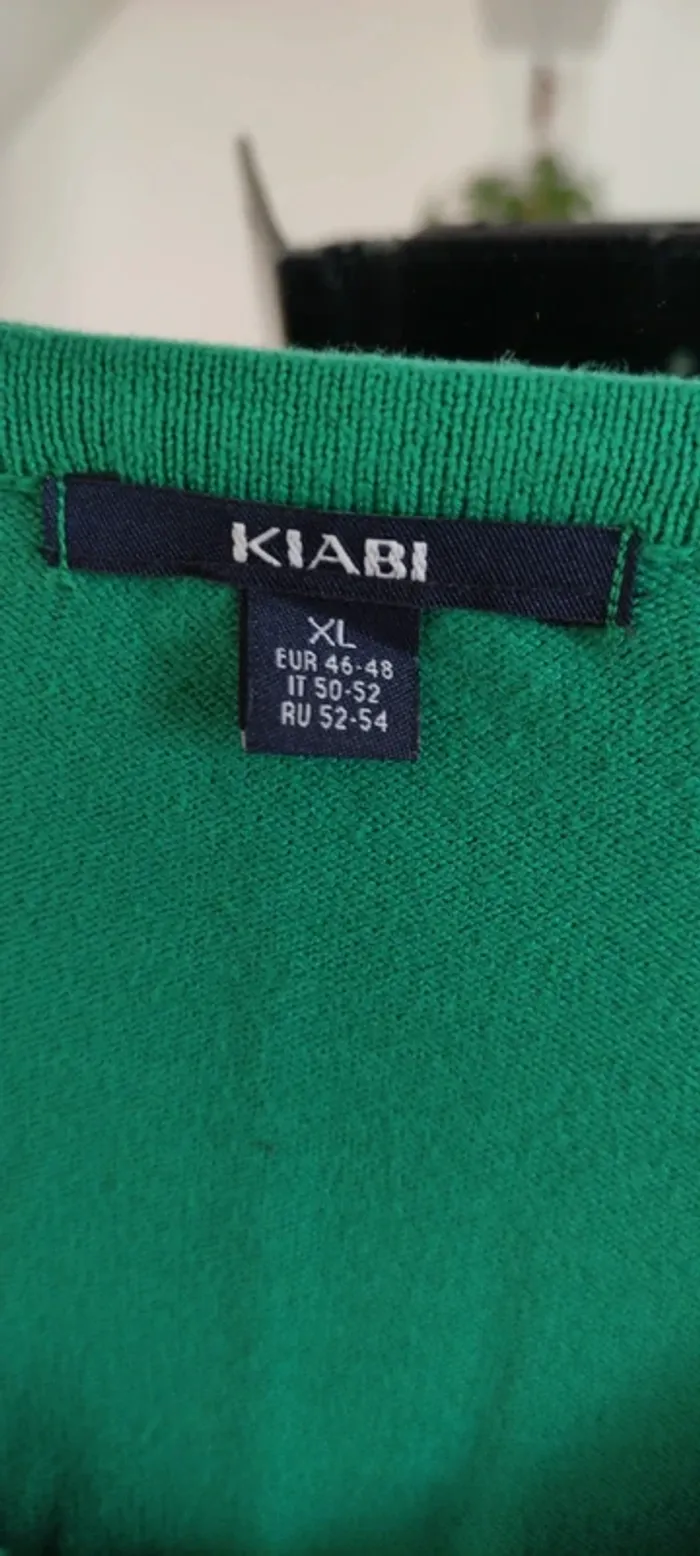 KIABI
XL
EUR 46-48
IT 50-52
RU 52-54